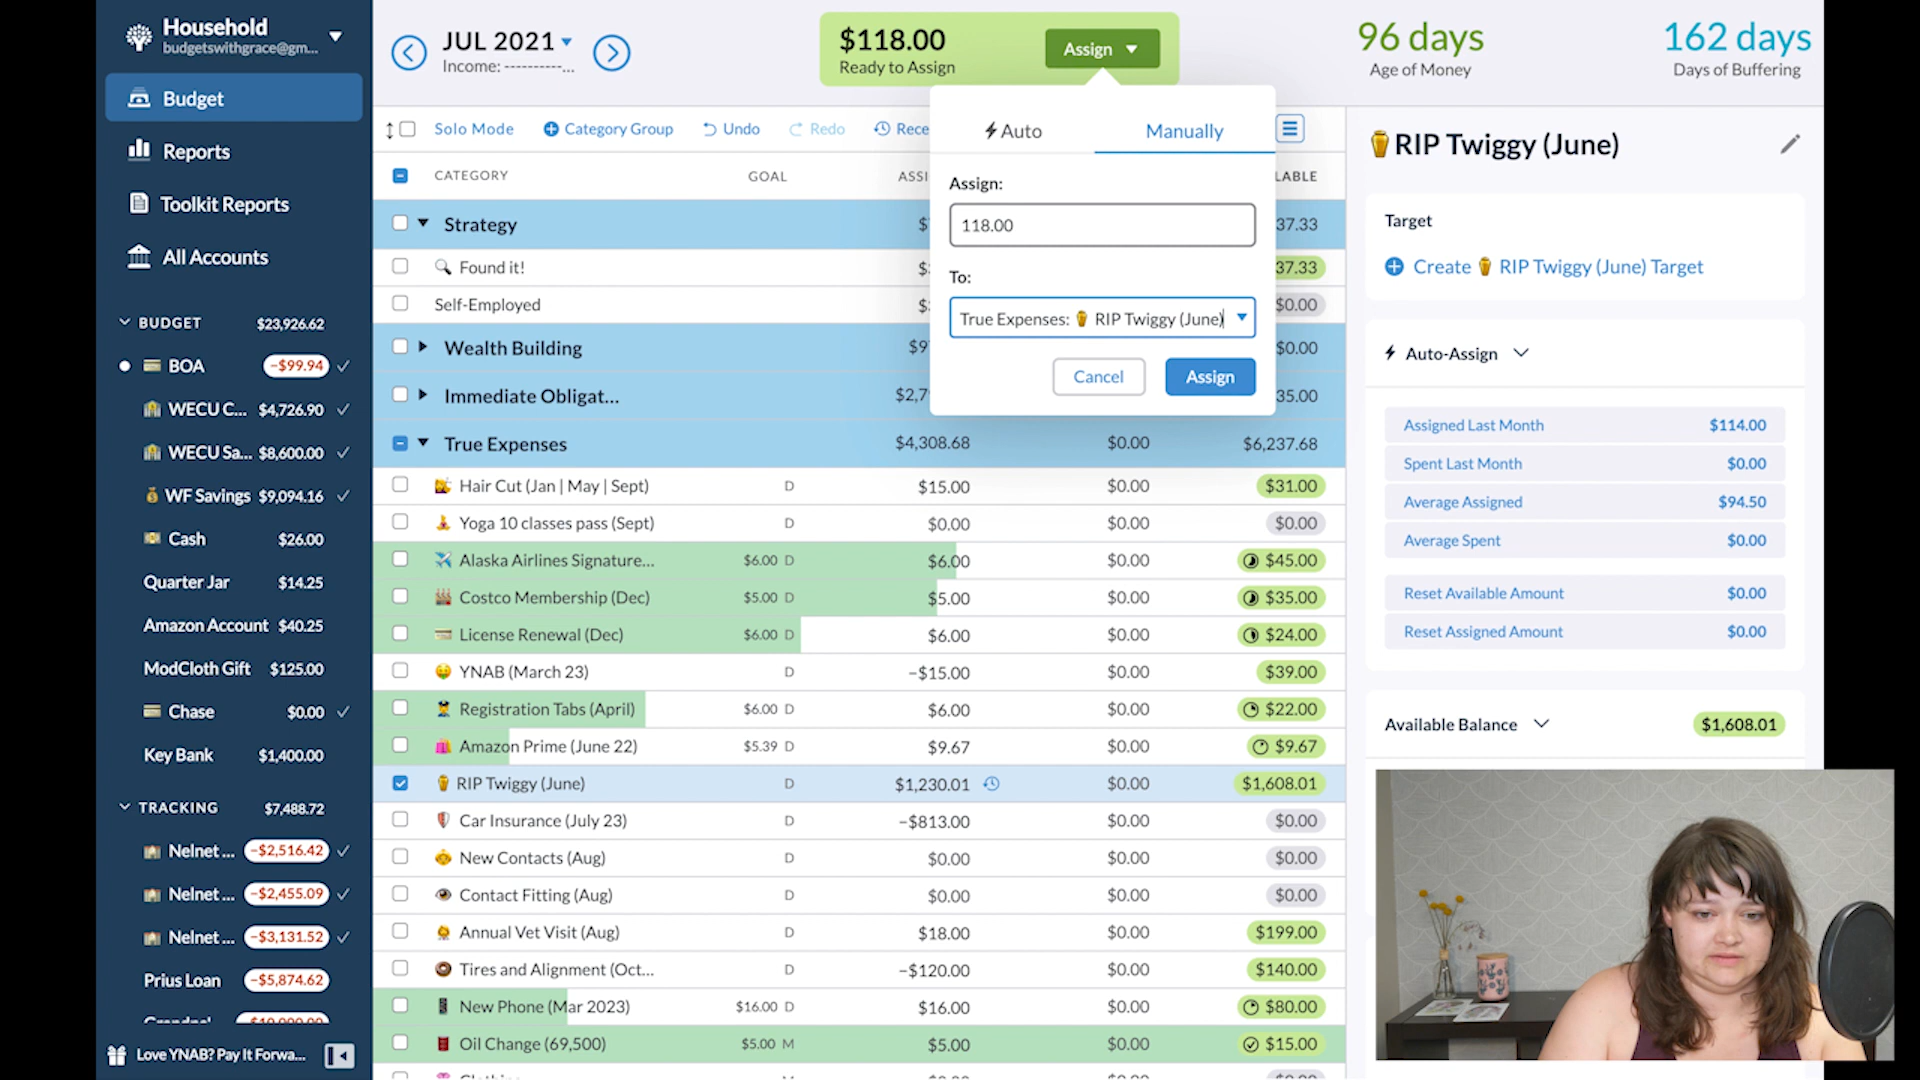 Household
budgetswithgrace@gm...
Budget
Reports
Toolkit Reports
All Accounts
BUDGET $23,926.62
BOA -$99.94
WECU C... $4,726.90
WECU Sa... $8,600.00
WF Savings $9,094.16
Cash $26.00
Quarter Jar $14.25
Amazon Account $40.25
ModCloth Gift $125.00
Chase $0.00
Key Bank $1,400.00
TRACKING $7,488.72
Nelnet ... -$2,516.42
Nelnet ... -$2,455.09
Nelnet ... -$3,131.52
Prius Loan -$5,874.62
Love YNAB? Pay It Forwa...
JUL 2021
Income: ----------...
$118.00
Ready to Assign
Assign
96 days
Age of Money
162 days
Days of Buffering
Solo Mode Category Group Undo Redo Rece
CATEGORY GOAL ASSI LABLE
Strategy $ 37.33
Found it! $ 37.33
Self-Employed $ $0.00
Wealth Building $9 $0.00
Immediate Obligat... $2,7 35.00
True Expenses $4,308.68 $0.00 $6,237.68
Hair Cut (Jan | May | Sept) D $15.00 $0.00 $31.00
Yoga 10 classes pass (Sept) D $0.00 $0.00 $0.00
Alaska Airlines Signature... $6.00 D $6.00 $0.00 $45.00
Costco Membership (Dec) $5.00 D $5.00 $0.00 $35.00
License Renewal (Dec) $6.00 D $6.00 $0.00 $24.00
YNAB (March 23) D -$15.00 $0.00 $39.00
Registration Tabs (April) $6.00 D $6.00 $0.00 $22.00
Amazon Prime (June 22) $5.39 D $9.67 $0.00 $9.67
RIP Twiggy (June) D $1,230.01 $0.00 $1,608.01
Car Insurance (July 23) D -$813.00 $0.00 $0.00
New Contacts (Aug) D $0.00 $0.00 $0.00
Contact Fitting (Aug) D $0.00 $0.00 $0.00
Annual Vet Visit (Aug) D $18.00 $0.00 $199.00
Tires and Alignment (Oct... D -$120.00 $0.00 $140.00
New Phone (Mar 2023) $16.00 D $16.00 $0.00 $80.00
Oil Change (69,500) $5.00 M $5.00 $0.00 $15.00
Auto Manually
Assign:
118.00
To:
True Expenses: RIP Twiggy (June)
Cancel Assign
RIP Twiggy (June)
Target
Create RIP Twiggy (June) Target
Auto-Assign
Assigned Last Month $114.00
Spent Last Month $0.00
Average Assigned $94.50
Average Spent $0.00
Reset Available Amount $0.00
Reset Assigned Amount $0.00
Available Balance $1,608.01